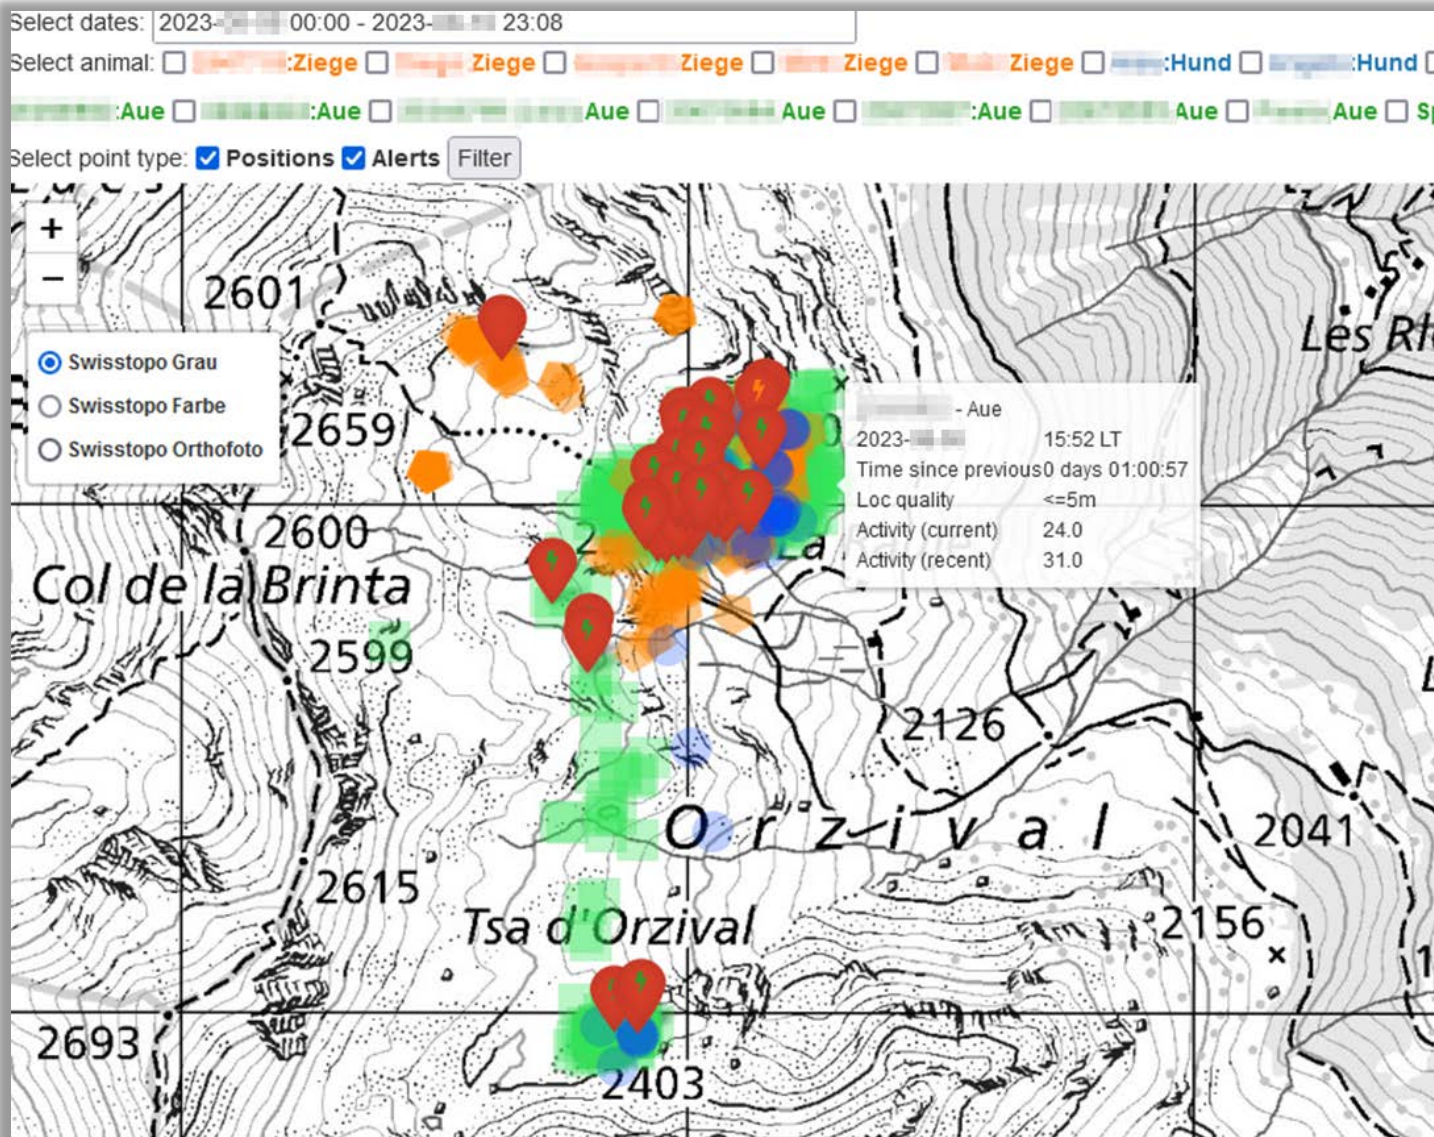 Select dates: 2023- 00:00 - 2023- 23:08
Select animal: :Ziege Ziege Ziege Ziege Ziege :Hund :Hund
:Aue :Aue Aue Aue :Aue Aue Aue
Select point type: Positions Alerts Filter
+
−
2601
Swisstopo Grau
Swisstopo Farbe
Swisstopo Orthofoto
2659
- Aue
2023- 15:52 LT
Time since previous 0 days 01:00:57
Loc quality <=5m
Activity (current) 24.0
Activity (recent) 31.0
2600
Col de la Brinta
2599
2126
Orzival
2041
2615
Tsa d'Orzival
2156
2693
2403